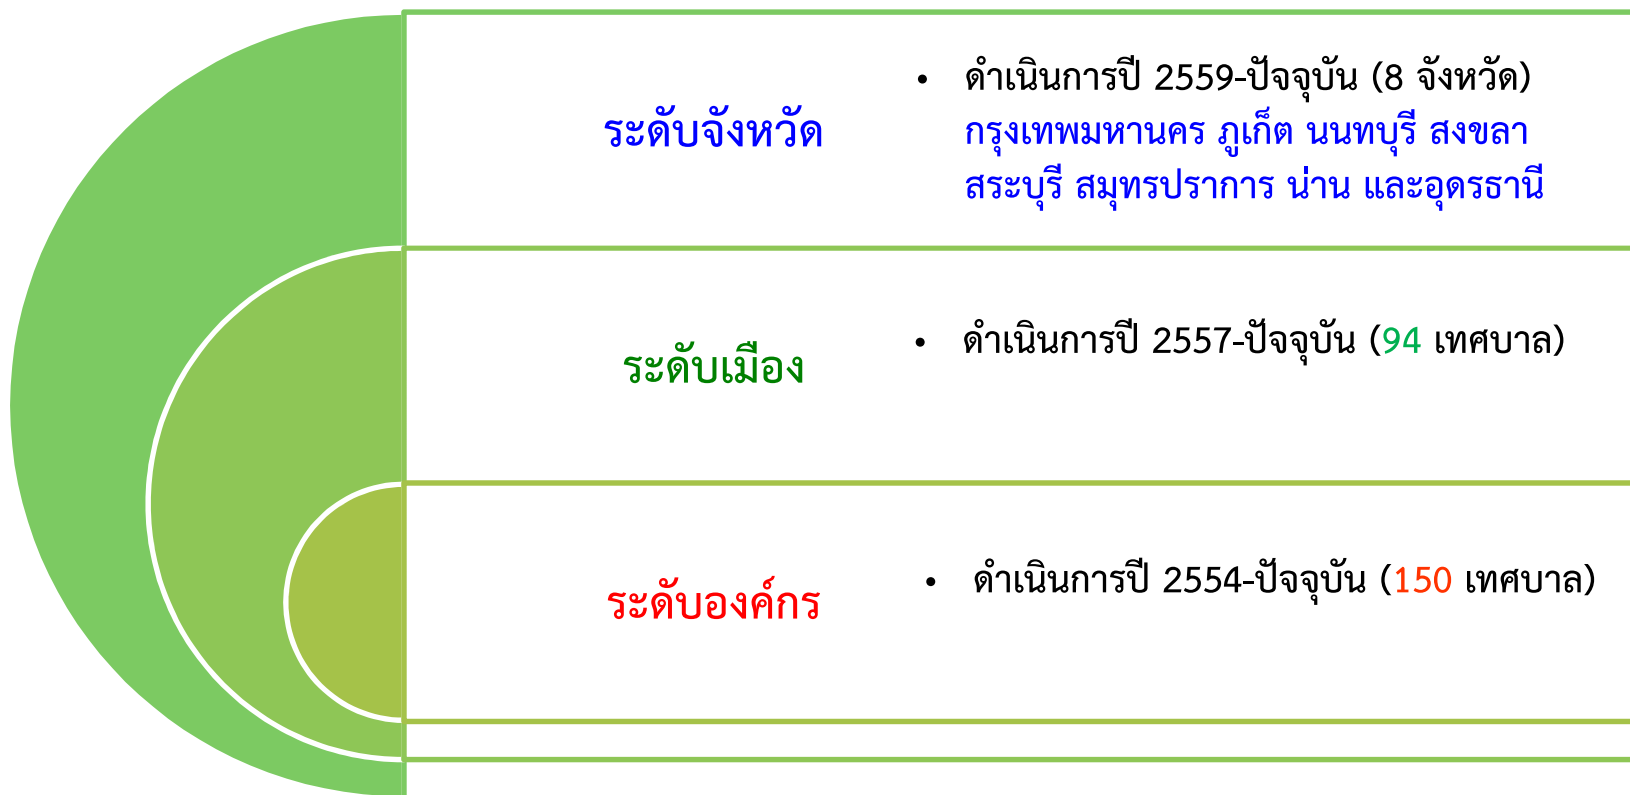 ระดับจังหวัด
• ดำเนินการปี 2559-ปัจจุบัน (8 จังหวัด)
กรุงเทพมหานคร ภูเก็ต นนทบุรี สงขลา
สระบุรี สมุทรปราการ น่าน และอุดรธานี
ระดับเมือง
• ดำเนินการปี 2557-ปัจจุบัน (94 เทศบาล)
ระดับองค์กร
• ดำเนินการปี 2554-ปัจจุบัน (150 เทศบาล)